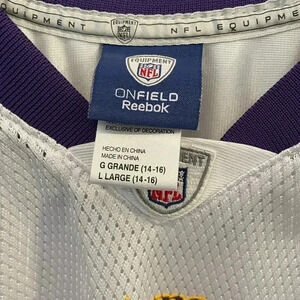 NFL EQUIPMENT
EQUIPMENT
NFL
ONFIELD
Reebok
EXCLUSIVE OF DECORATION
HECHO EN CHINA
MADE IN CHINA
G GRANDE (14-16)
L LARGE (14-16)
MENT
NFL